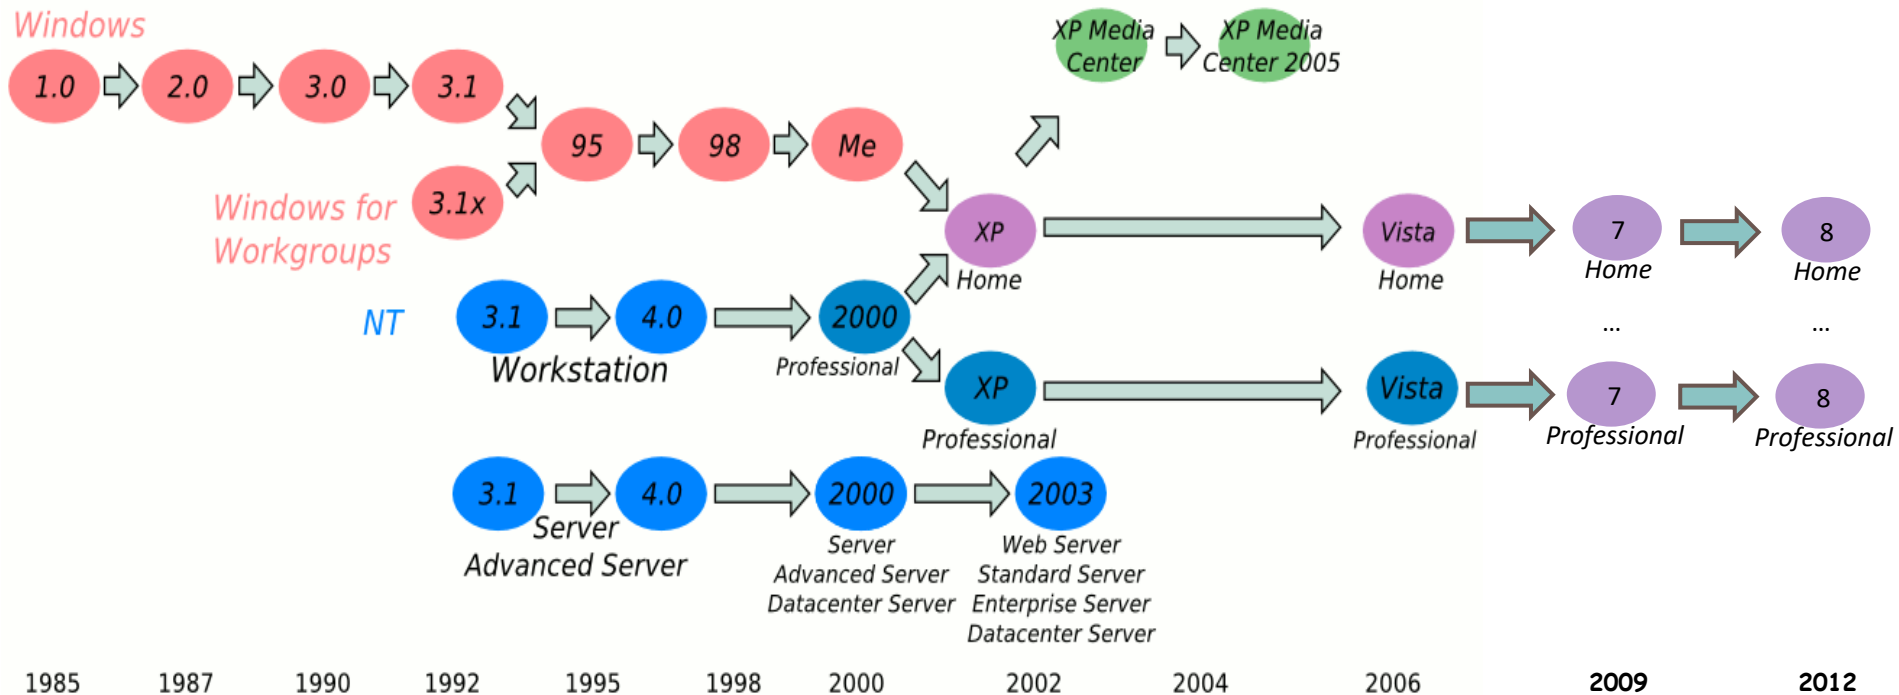 Windows
1.0
2.0
3.0
3.1
XP Media
Center
XP Media
Center 2005
95
98
Me
Windows for
Workgroups
3.1x
XP
Home
Vista
Home
7
Home
8
Home
NT
3.1
4.0
Workstation
2000
Professional
...
...
XP
Professional
Vista
Professional
7
Professional
8
Professional
3.1
4.0
Server
Advanced Server
2000
Server
Advanced Server
Datacenter Server
2003
Web Server
Standard Server
Enterprise Server
Datacenter Server
1985 1987 1990 1992 1995 1998 2000 2002 2004 2006 2009 2012